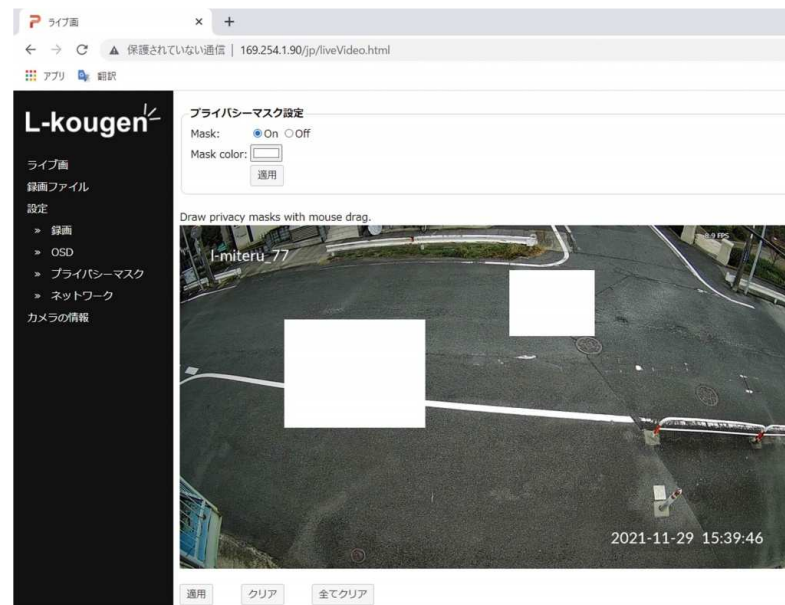 ライブ画 × +
保護されていない通信 | 169.254.1.90/jp/liveVideo.html
アプリ 翻訳
L-kougen
ライブ画
録画ファイル
設定
» 録画
» OSD
» プライバシーマスク
» ネットワーク
カメラの情報
プライバシーマスク設定
Mask: On Off
Mask color:
適用
Draw privacy masks with mouse drag.
l-miteru_77
8.9 FPS
2021-11-29 15:39:46
適用 クリア 全てクリア